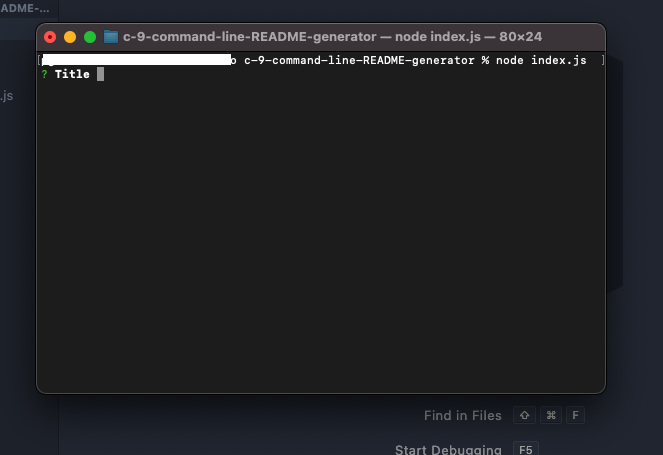 ADME-...
c-9-command-line-README-generator — node index.js — 80×24
c-9-command-line-README-generator % node index.js
? Title
.js
Find in Files ⇧ ⌘ F
Start Debugging F5